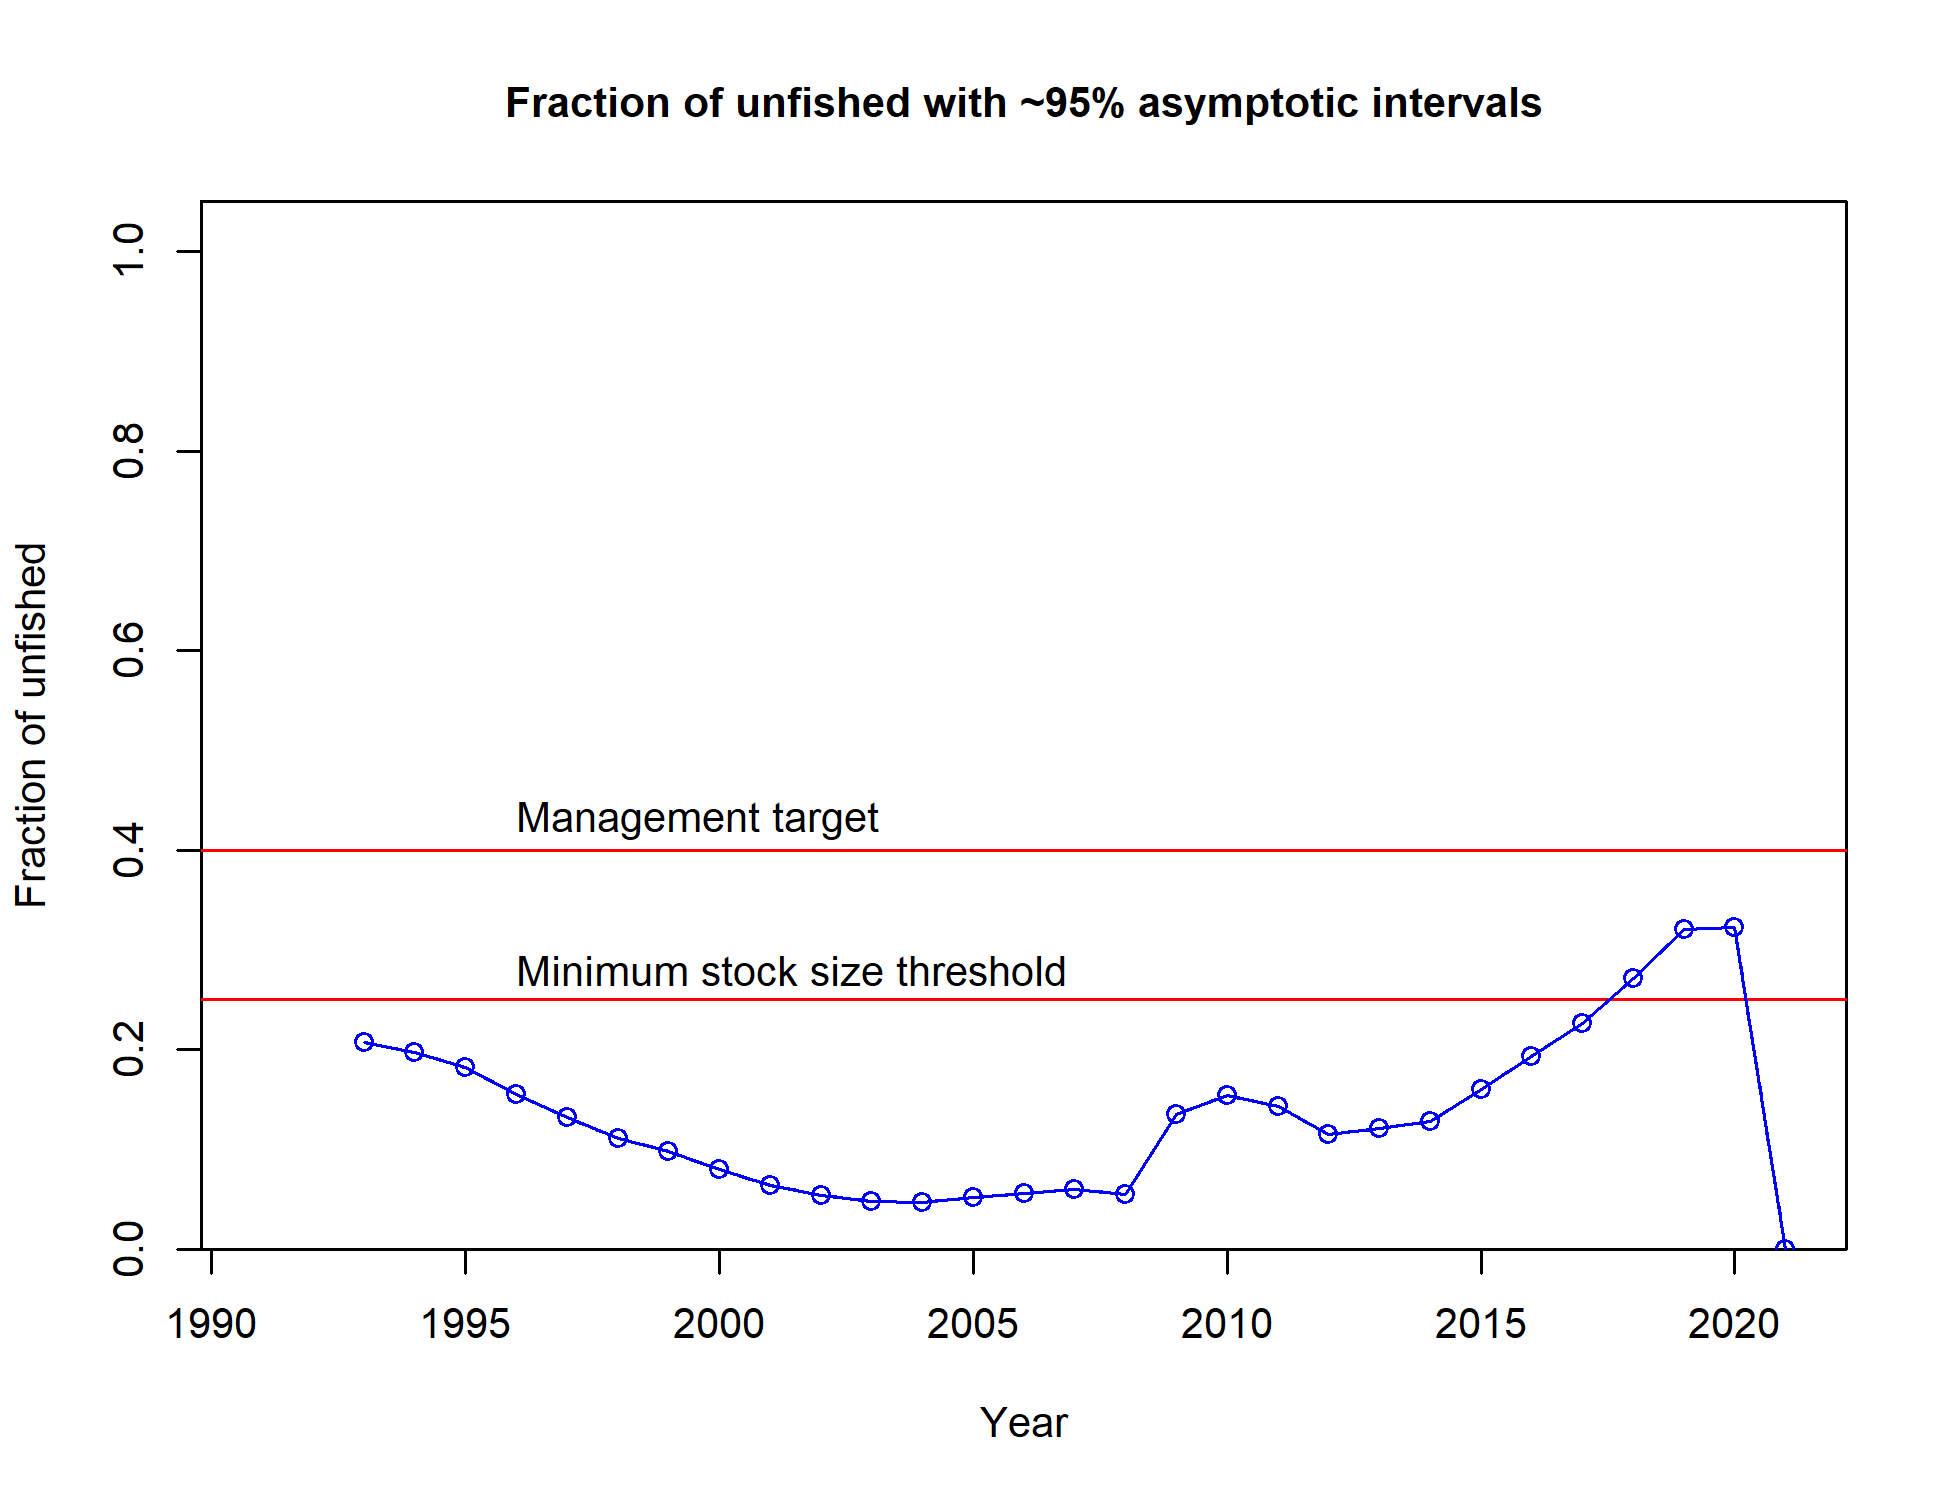 Fraction of unfished with ~95% asymptotic intervals
1.0
0.8
0.6
0.4
0.2
0.0
Fraction of unfished
Management target
Minimum stock size threshold
1990 1995 2000 2005 2010 2015 2020
Year